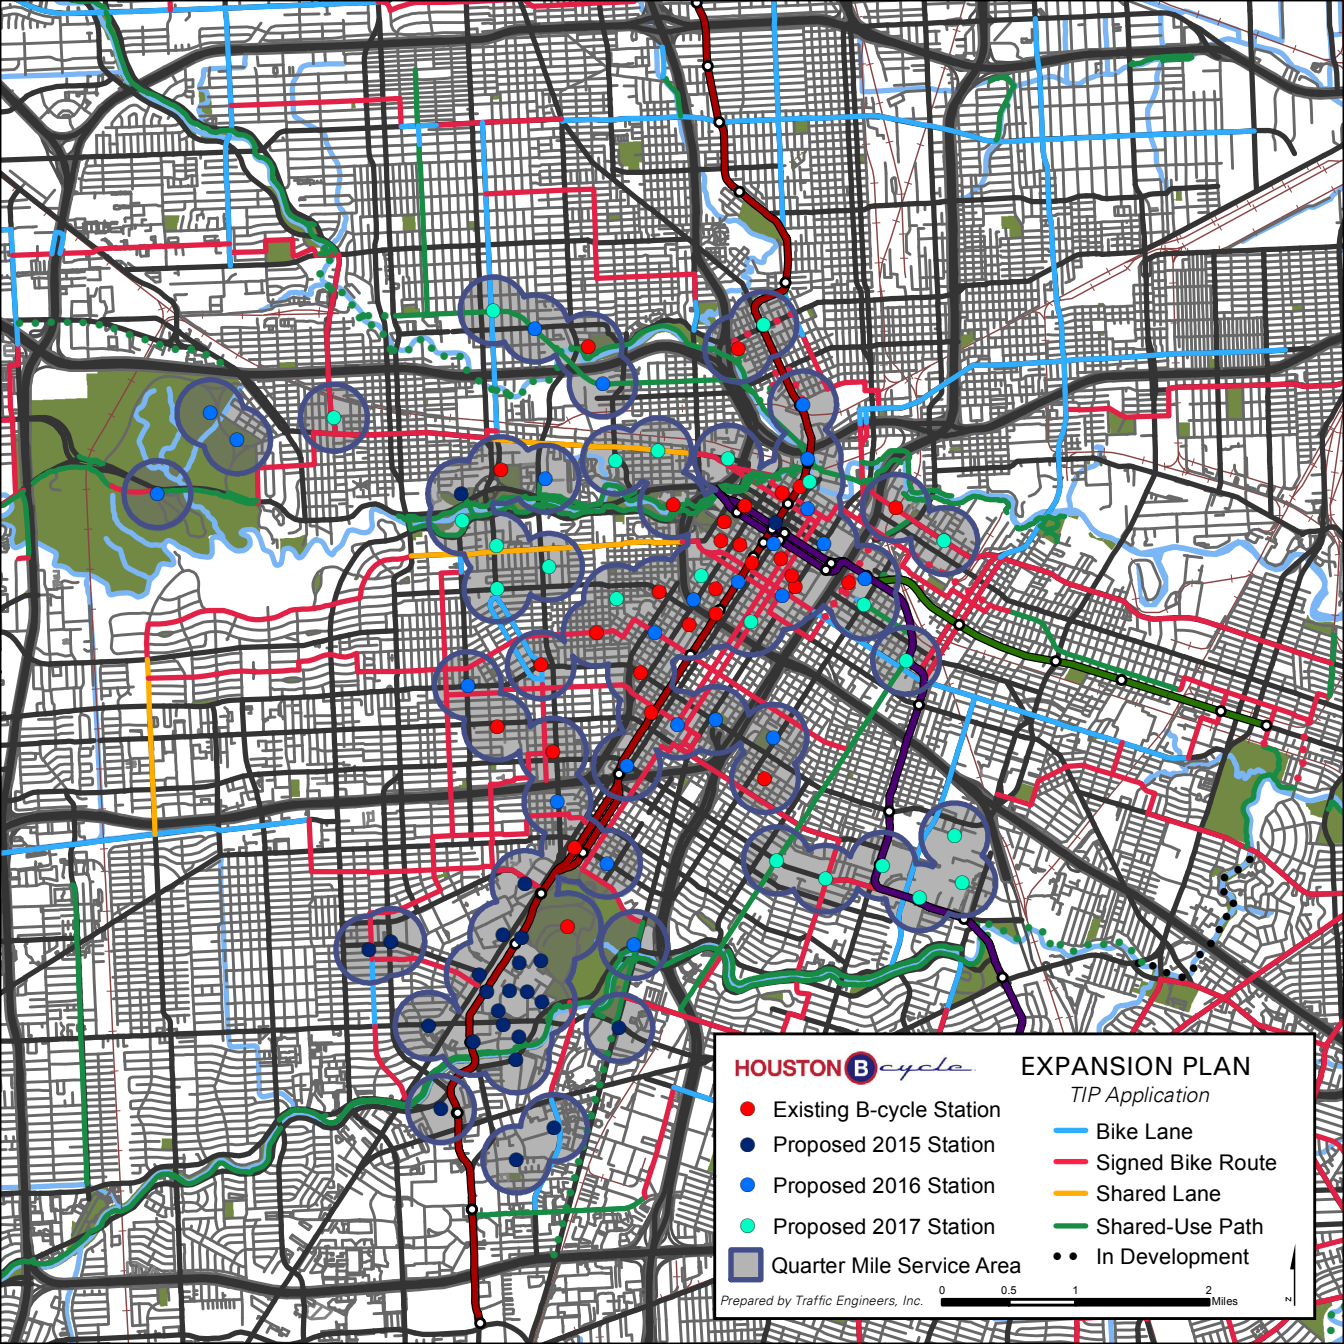 HOUSTON B cycle
EXPANSION PLAN
TIP Application
Existing B-cycle Station
Proposed 2015 Station
Proposed 2016 Station
Proposed 2017 Station
Quarter Mile Service Area
Bike Lane
Signed Bike Route
Shared Lane
Shared-Use Path
In Development
Prepared by Traffic Engineers, Inc.
0 0.5 1 2
Miles
N